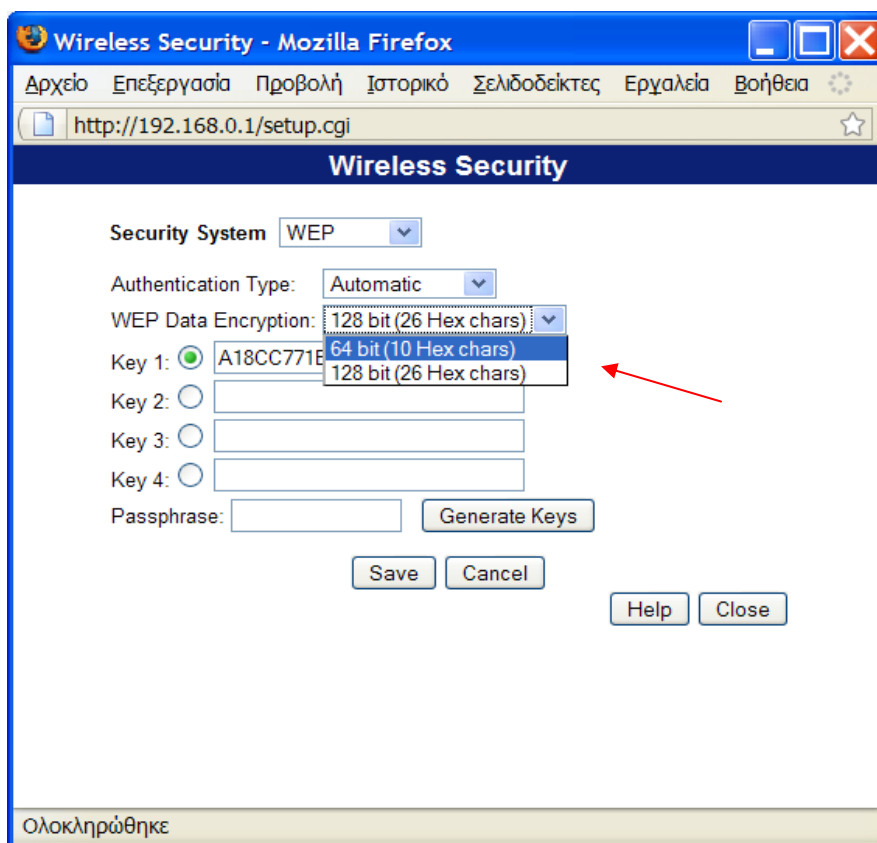 Wireless Security - Mozilla Firefox
Αρχείο Επεξεργασία Προβολή Ιστορικό Σελιδοδείκτες Εργαλεία Βοήθεια
http://192.168.0.1/setup.cgi
Wireless Security
Security System WEP
Authentication Type: Automatic
WEP Data Encryption: 128 bit (26 Hex chars)
64 bit (10 Hex chars)
128 bit (26 Hex chars)
Key 1: A18CC771
Key 2:
Key 3:
Key 4:
Passphrase: Generate Keys
Save Cancel
Help Close
Ολοκληρώθηκε